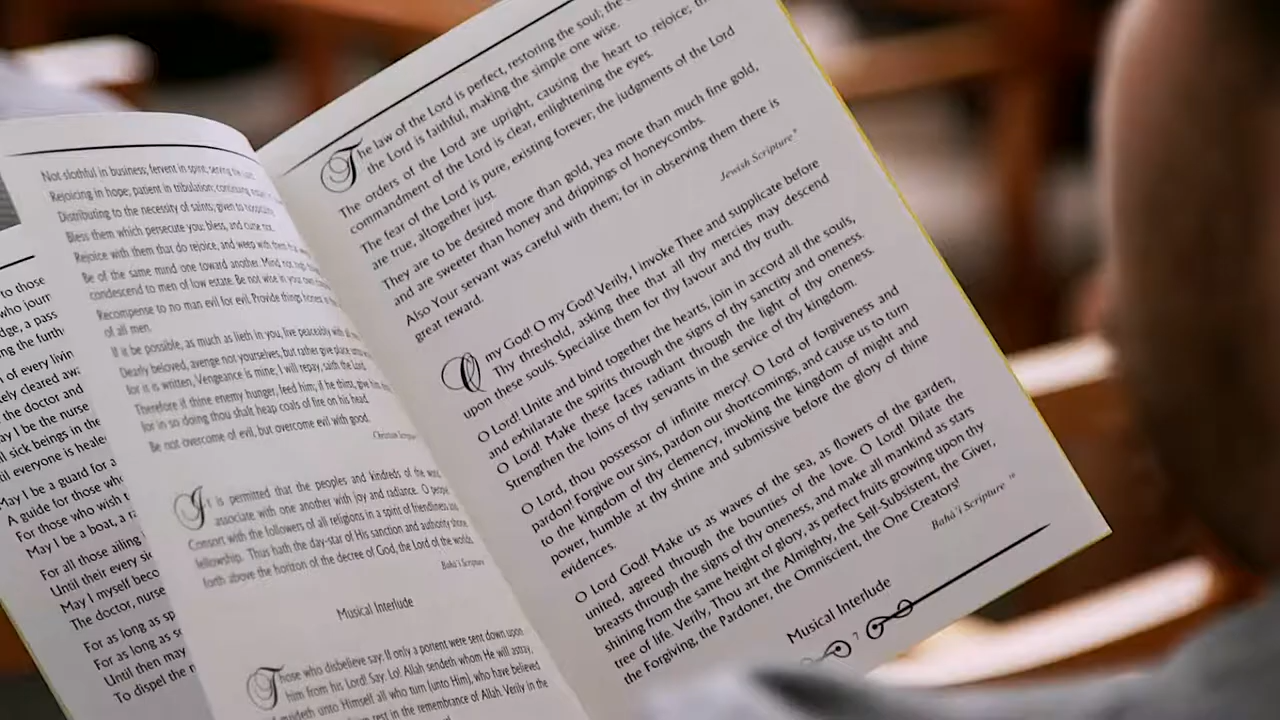 to those
who journ
dge, a pass
ng the furth
n of every livin
ely cleared awa
the doctor and
ay I be the nurse
ll sick beings in the
til everyone is heale
May I be a guard for a
A guide for those who
For those who wish t
May I be a boat, a ra
For all those ailing
Until their every si
May I myself beco
The doctor, nurse
For as long as sp
For as long as se
Until then may
To dispel the
Not slothful in business; fervent in spirit; serving the Lord;
Rejoicing in hope; patient in tribulation; continuing
Distributing to the necessity of saints; given to hospitality
Bless them which persecute you: bless, and curse not.
Rejoice with them that do rejoice, and weep with them that
Be of the same mind one toward another. Mind not
condescend to men of low estate. Be not wise in your own
Recompense to no man evil for evil. Provide things honest
of all men.
If it be possible, as much as lieth in you, live peaceably with
Dearly beloved, avenge not yourselves, but rather give place
for it is written, Vengeance is mine; I will repay, saith the Lord.
Therefore if thine enemy hunger, feed him; if he thirst, give him
for in so doing thou shalt heap coals of fire on his head.
Be not overcome of evil, but overcome evil with good.
Christian Scripture
It is permitted that the peoples and kindreds of the
associate with one another with joy and radiance. O people
Consort with the followers of all religions in a spirit of friendliness and
fellowship. Thus hath the day-star of His sanction and authority shone
forth above the horizon of the decree of God, the Lord of the worlds.
Bahá'í Scripture
Musical Interlude
Those who disbelieve say: If only a portent were sent down upon
him from his Lord! Say: Lo! Allah sendeth whom He will astray,
guideth unto Himself all who turn (unto Him), who have believed
rest in the remembrance of Allah. Verily in the
The law of the Lord is perfect, restoring the soul; the
the Lord is faithful, making the simple one wise.
The orders of the Lord are upright, causing the heart to rejoice; the
commandment of the Lord is clear, enlightening the eyes.
The fear of the Lord is pure, existing forever; the judgments of the Lord
are true, altogether just.
They are to be desired more than gold, yea more than much fine gold,
and are sweeter than honey and drippings of honeycombs.
Also Your servant was careful with them; for in observing them there is
great reward.
Jewish Scripture
O my God! O my God! Verily, I invoke Thee and supplicate before
Thy threshold, asking thee that all thy mercies may descend
upon these souls. Specialise them for thy favour and thy truth.
O Lord! Unite and bind together the hearts, join in accord all the souls,
and exhilarate the spirits through the signs of thy sanctity and oneness.
O Lord! Make these faces radiant through the light of thy oneness.
Strengthen the loins of thy servants in the service of thy kingdom.
O Lord, thou possessor of infinite mercy! O Lord of forgiveness and
pardon! Forgive our sins, pardon our shortcomings, and cause us to turn
to the kingdom of thy clemency, invoking the kingdom of might and
power, humble at thy shrine and submissive before the glory of thine
evidences.
O Lord God! Make us as waves of the sea, as flowers of the garden,
united, agreed through the bounties of thy love. O Lord! Dilate the
breasts through the signs of thy oneness, and make all mankind as stars
shining from the same height of glory, as perfect fruits growing upon thy
tree of life. Verily, Thou art the Almighty, the Self-Subsistent, the Giver,
the Forgiving, the Pardoner, the Omniscient, the One Creator!
Bahá'í Scripture
Musical Interlude
7